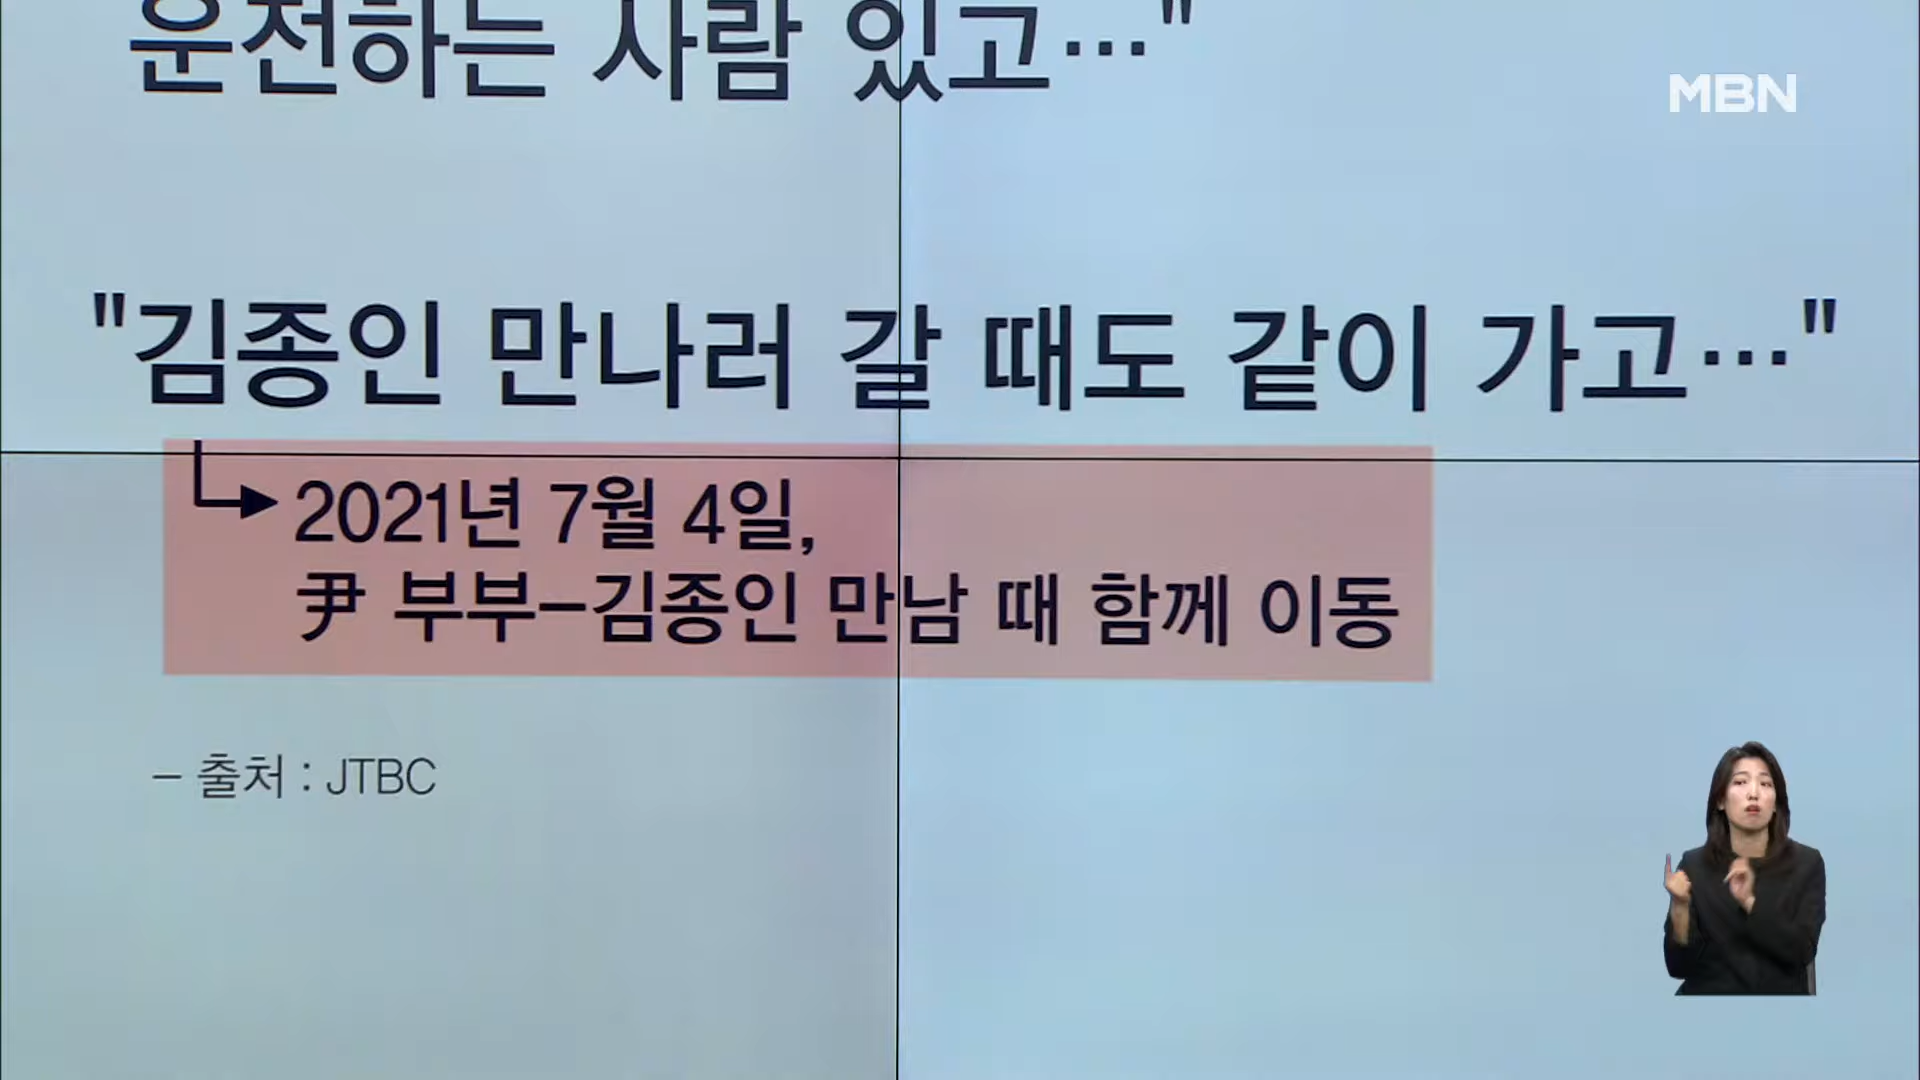 운전하는 사람 있고…"
MBN
"김종인 만나러 갈 때도 같이 가고…"
2021년 7월 4일,
尹 부부-김종인 만남 때 함께 이동
- 출처 : JTBC